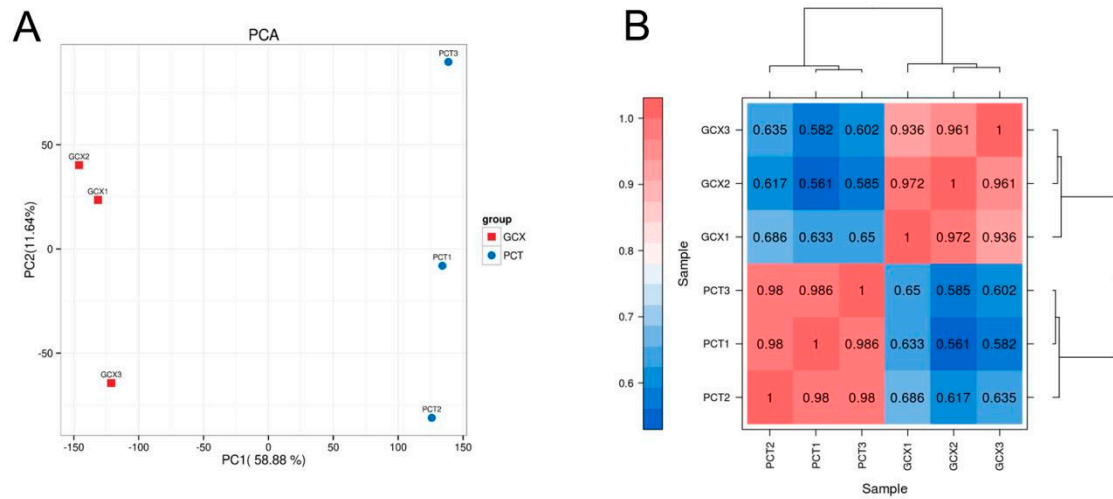 A
PCA
PCT3
50
GCX2
GCX1
0
PCT1
-50
GCX3
PCT2
-150 -100 -50 0 50 100 150
PC1( 58.88 %)
PC2(11.64%)
group
GCX
PCT
B
1.0
0.9
0.8
0.7
0.6
Sample
GCX3 0.635 0.582 0.602 0.936 0.961 1
GCX2 0.617 0.561 0.585 0.972 1 0.961
GCX1 0.686 0.633 0.65 1 0.972 0.936
PCT3 0.98 0.986 1 0.65 0.585 0.602
PCT1 0.98 1 0.986 0.633 0.561 0.582
PCT2 1 0.98 0.98 0.686 0.617 0.635
PCT2 PCT1 PCT3 GCX1 GCX2 GCX3
Sample